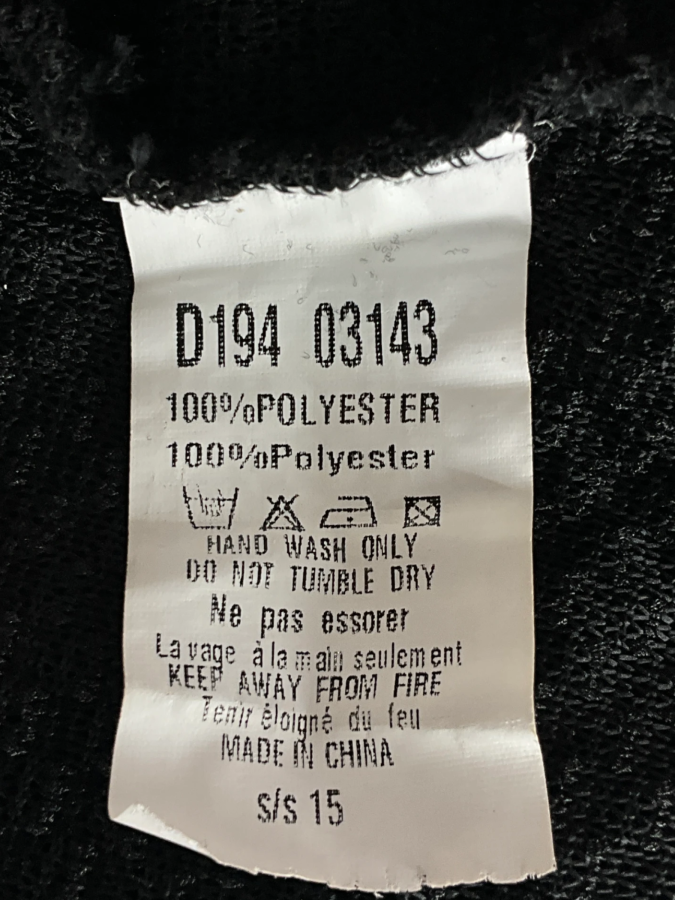 D194 03143
100%POLYESTER
100%Polyester
HAND WASH ONLY
DO NOT TUMBLE DRY
Ne pas essorer
La vage à la main seulement
KEEP AWAY FROM FIRE
Tenir éloigné du feu
MADE IN CHINA
s/s 15